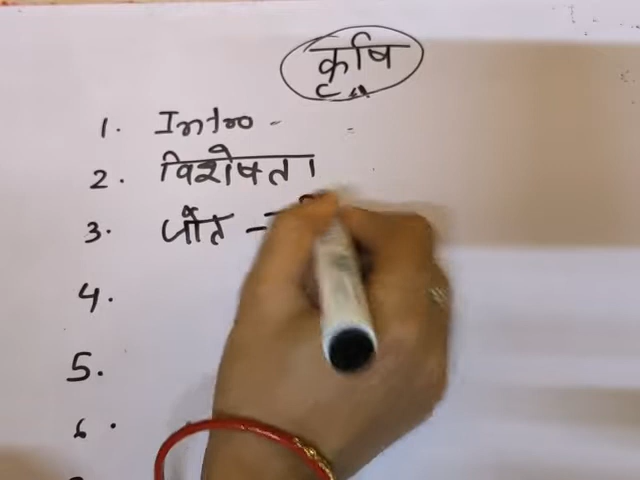 कृषि
1. Intro -
2. विशेषता
3. जोत -
4.
5.
6.